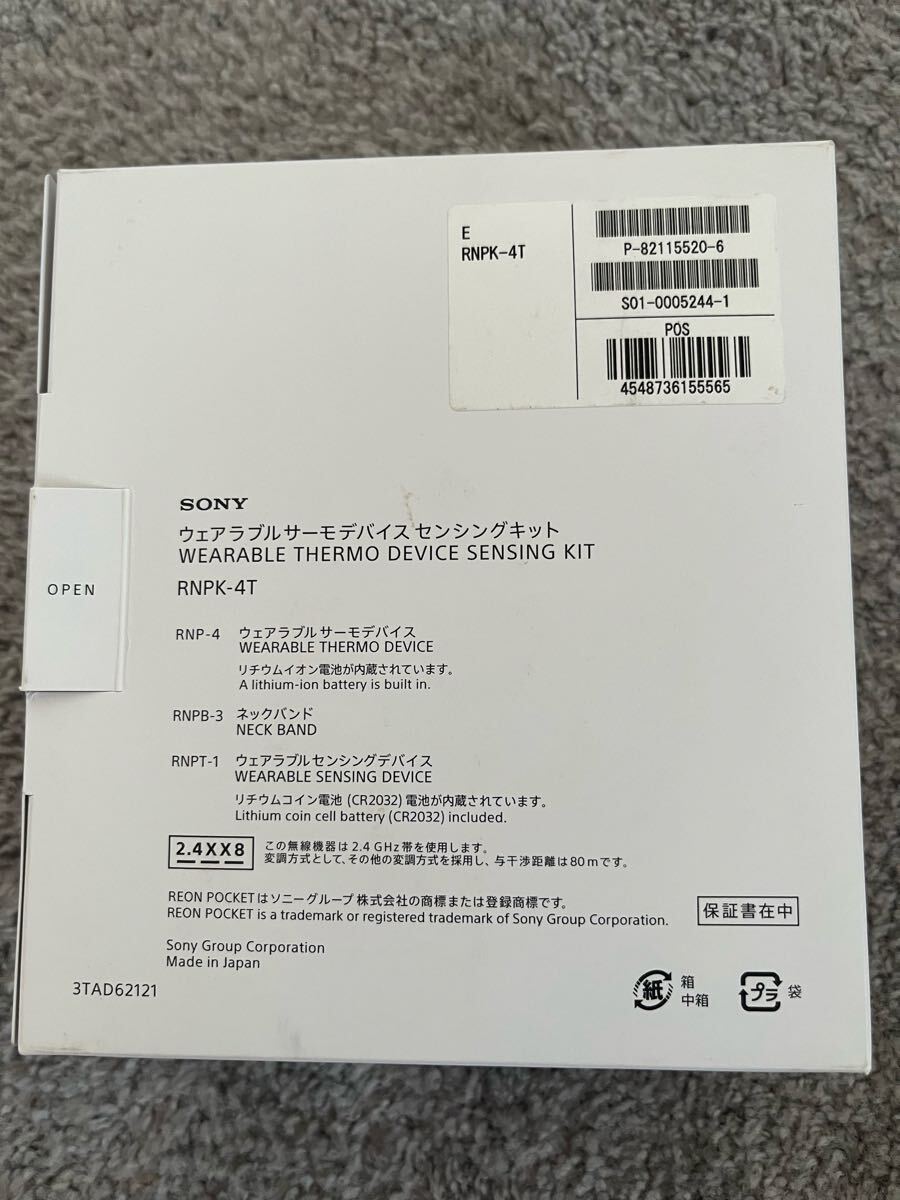 E
RNPK-4T
P-82115520-6
S01-0005244-1
POS
4548736155565
SONY
ウェアラブルサーモデバイス センシングキット
WEARABLE THERMO DEVICE SENSING KIT
RNPK-4T
OPEN
RNP-4 ウェアラブルサーモデバイス
WEARABLE THERMO DEVICE
リチウムイオン電池が内蔵されています。
A lithium-ion battery is built in.
RNPB-3 ネックバンド
NECK BAND
RNPT-1 ウェアラブルセンシングデバイス
WEARABLE SENSING DEVICE
リチウムコイン電池 (CR2032) 電池が内蔵されています。
Lithium coin cell battery (CR2032) included.
2.4XX8
この無線機器は 2.4 GHz 帯を使用します。
変調方式として、その他の変調方式を採用し、与干渉距離は 80 m です。
REON POCKET はソニーグループ 株式会社の商標または登録商標です。
REON POCKET is a trademark or registered trademark of Sony Group Corporation.
保証書在中
Sony Group Corporation
Made in Japan
3TAD62121
紙 箱
中箱
プラ 袋